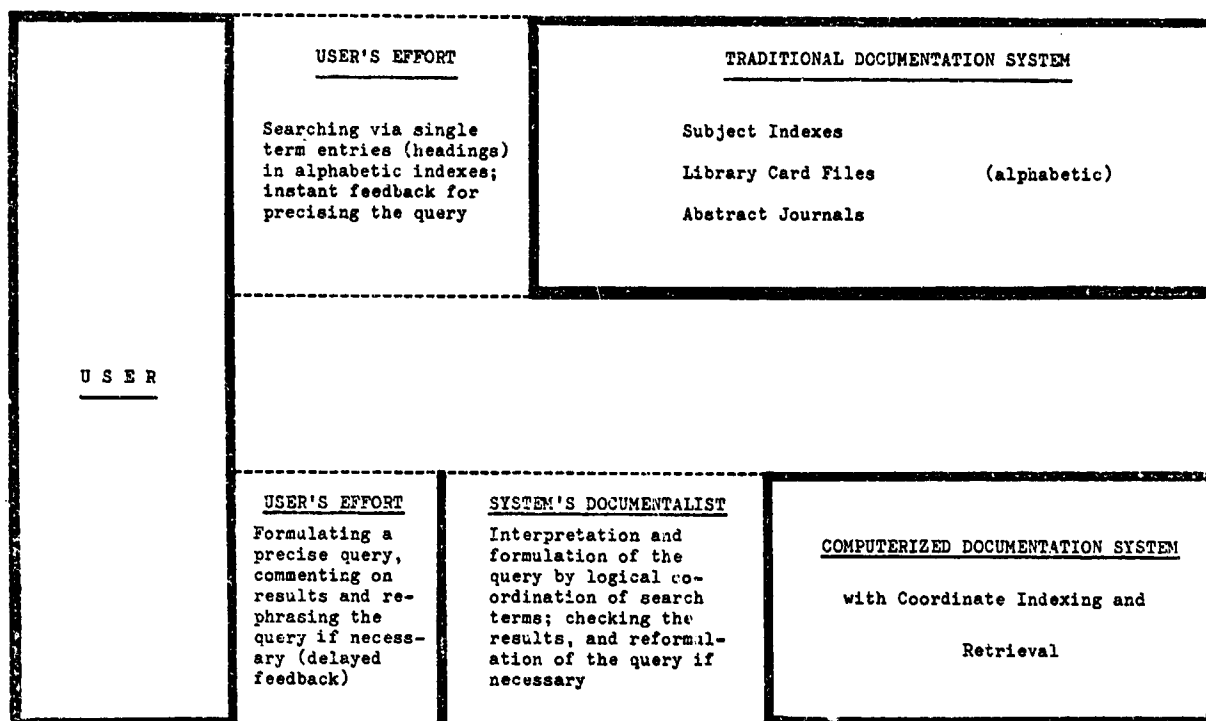 USER'S EFFORT
Searching via single
term entries (headings)
in alphabetic indexes;
instant feedback for
precising the query
TRADITIONAL DOCUMENTATION SYSTEM
Subject Indexes
Library Card Files (alphabetic)
Abstract Journals
U S E R
USER'S EFFORT
Formulating a
precise query,
commenting on
results and re-
phrasing the
query if necess-
ary (delayed
feedback)
SYSTEM'S DOCUMENTALIST
Interpretation and
formulation of the
query by logical co-
ordination of search
terms; checking the
results, and reformul-
ation of the query if
necessary
COMPUTERIZED DOCUMENTATION SYSTEM
with Coordinate Indexing and
Retrieval